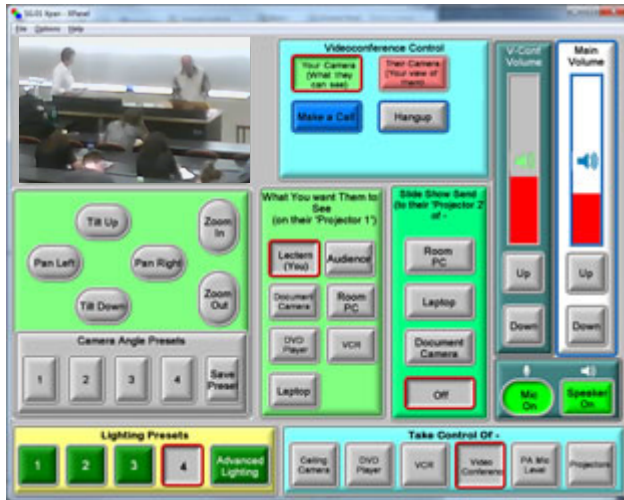 SG.01 Xpan - XPanel
File Options Help
Videoconference Control
Your Camera
(What they
can see)
Their Camera
(Your view of
them)
Make a Call
Hangup
V-Conf
Volume
Main
Volume
Up
Up
Down
Down
Tilt Up
Zoom
In
Pan Left
Pan Right
Tilt Down
Zoom
Out
Camera Angle Presets
1
2
3
4
Save
Preset
What You want Them to
See
(on their 'Projector 1')
Lectern
(You)
Audience
Document
Camera
Room
PC
DVD
Player
VCR
Laptop
Slide Show Send
(to their 'Projector 2'
of -
Room
PC
Laptop
Document
Camera
Off
Mic
On
Speaker
On
Lighting Presets
1
2
3
4
Advanced
Lighting
Take Control Of -
Ceiling
Camera
DVD
Player
VCR
Video
Conference
PA Mic
Level
Projectors